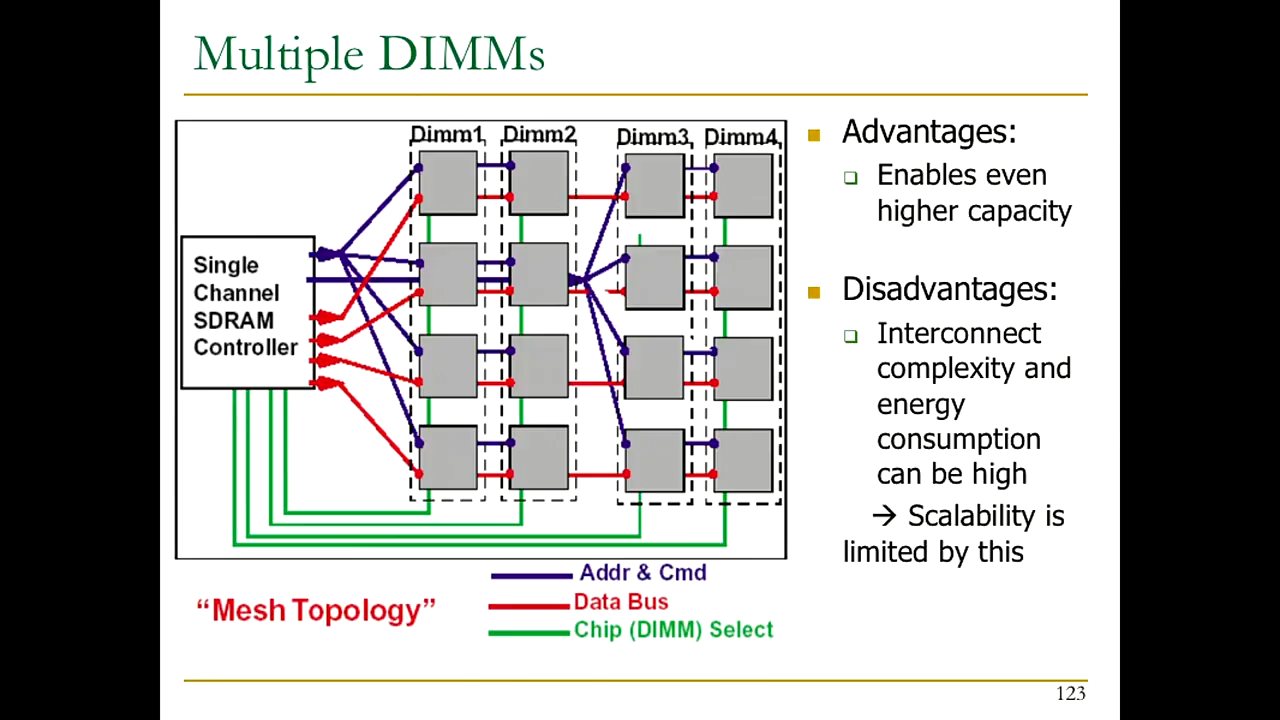 Multiple DIMMs
Dimm1 Dimm2 Dimm3 Dimm4
Single
Channel
SDRAM
Controller
Addr & Cmd
Data Bus
Chip (DIMM) Select
“Mesh Topology”
Advantages:
Enables even
higher capacity
Disadvantages:
Interconnect
complexity and
energy
consumption
can be high
→ Scalability is
limited by this
123